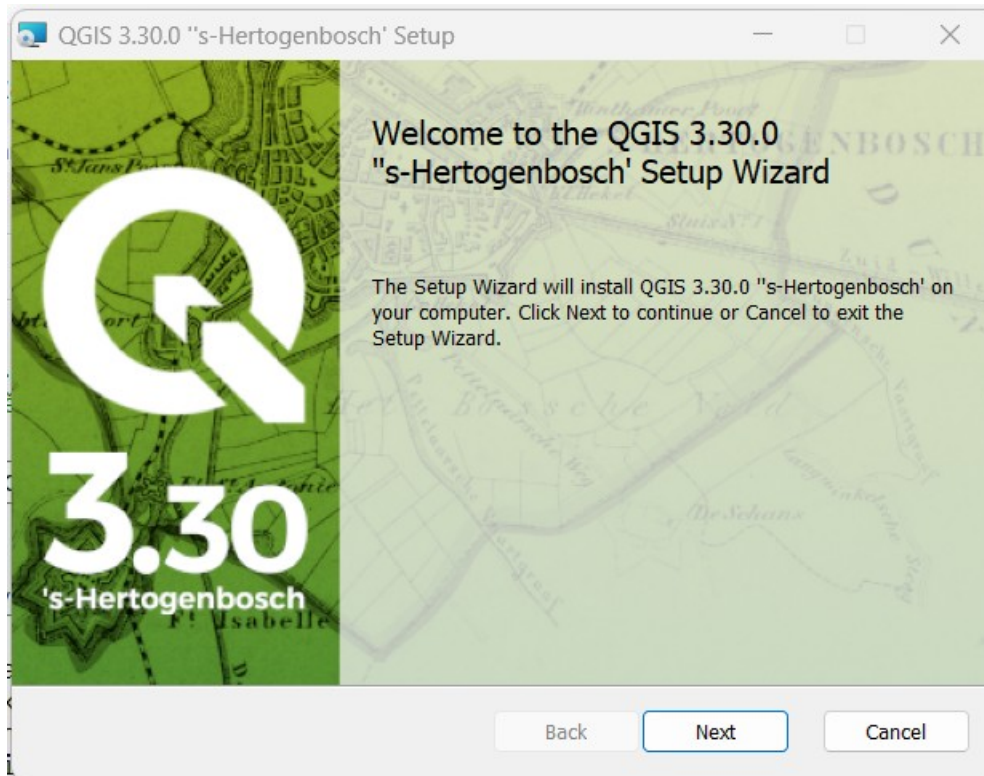 QGIS 3.30.0 "s-Hertogenbosch' Setup
Welcome to the QGIS 3.30.0
"s-Hertogenbosch' Setup Wizard
The Setup Wizard will install QGIS 3.30.0 "s-Hertogenbosch' on
your computer. Click Next to continue or Cancel to exit the
Setup Wizard.
3.30
's-Hertogenbosch
Ft Isabelle
Back
Next
Cancel